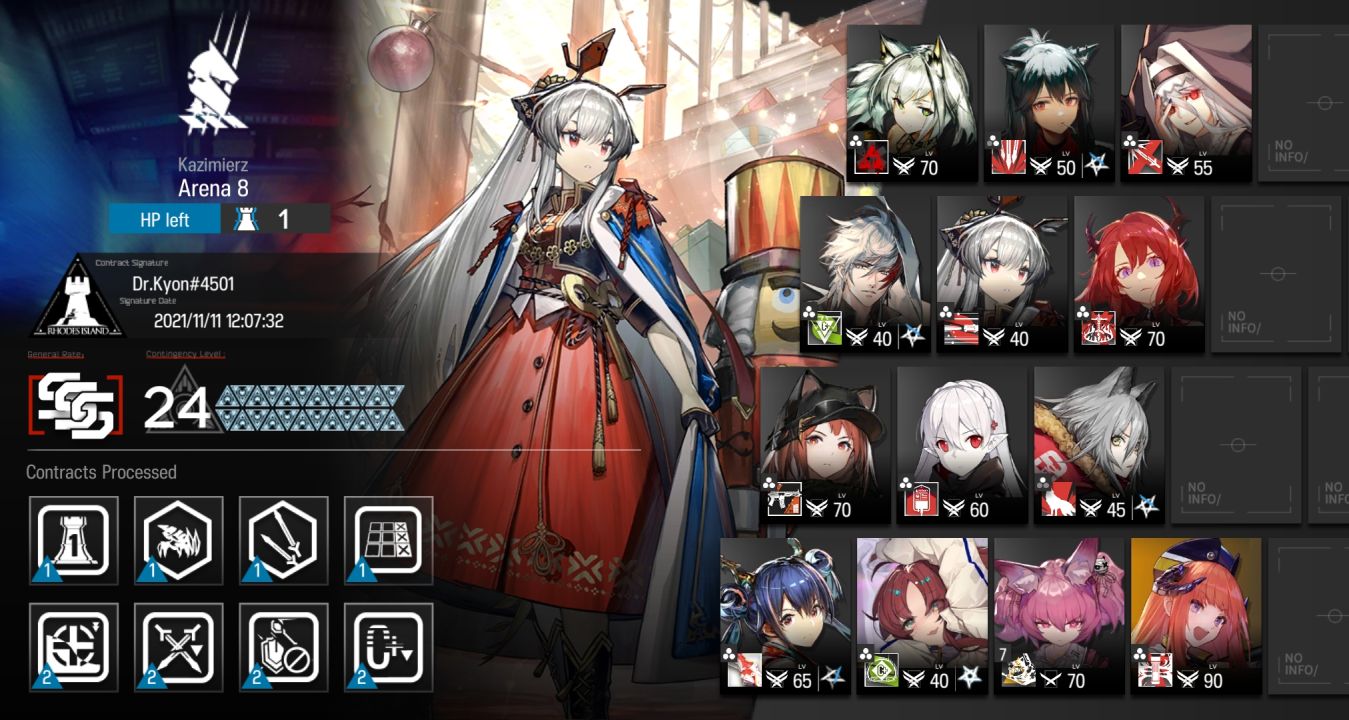 Kazimierz
Arena 8
HP left 1
Contract Signature
Dr.Kyon#4501
Signature Date
2021/11/11 12:07:32
RHODES ISLAND
General Rate:
Contingency Level:
SSS
24
Contracts Processed
1
1 1 1 1
2 2 2 2
LV 70
LV 50
LV 55
NO INFO/
LV 40
LV 40
LV 70
NO INFO/
LV 70
LV 60
LV 45
NO INFO/
NO INFO/
LV 65
LV 40
7 LV 70
LV 90
NO INFO/